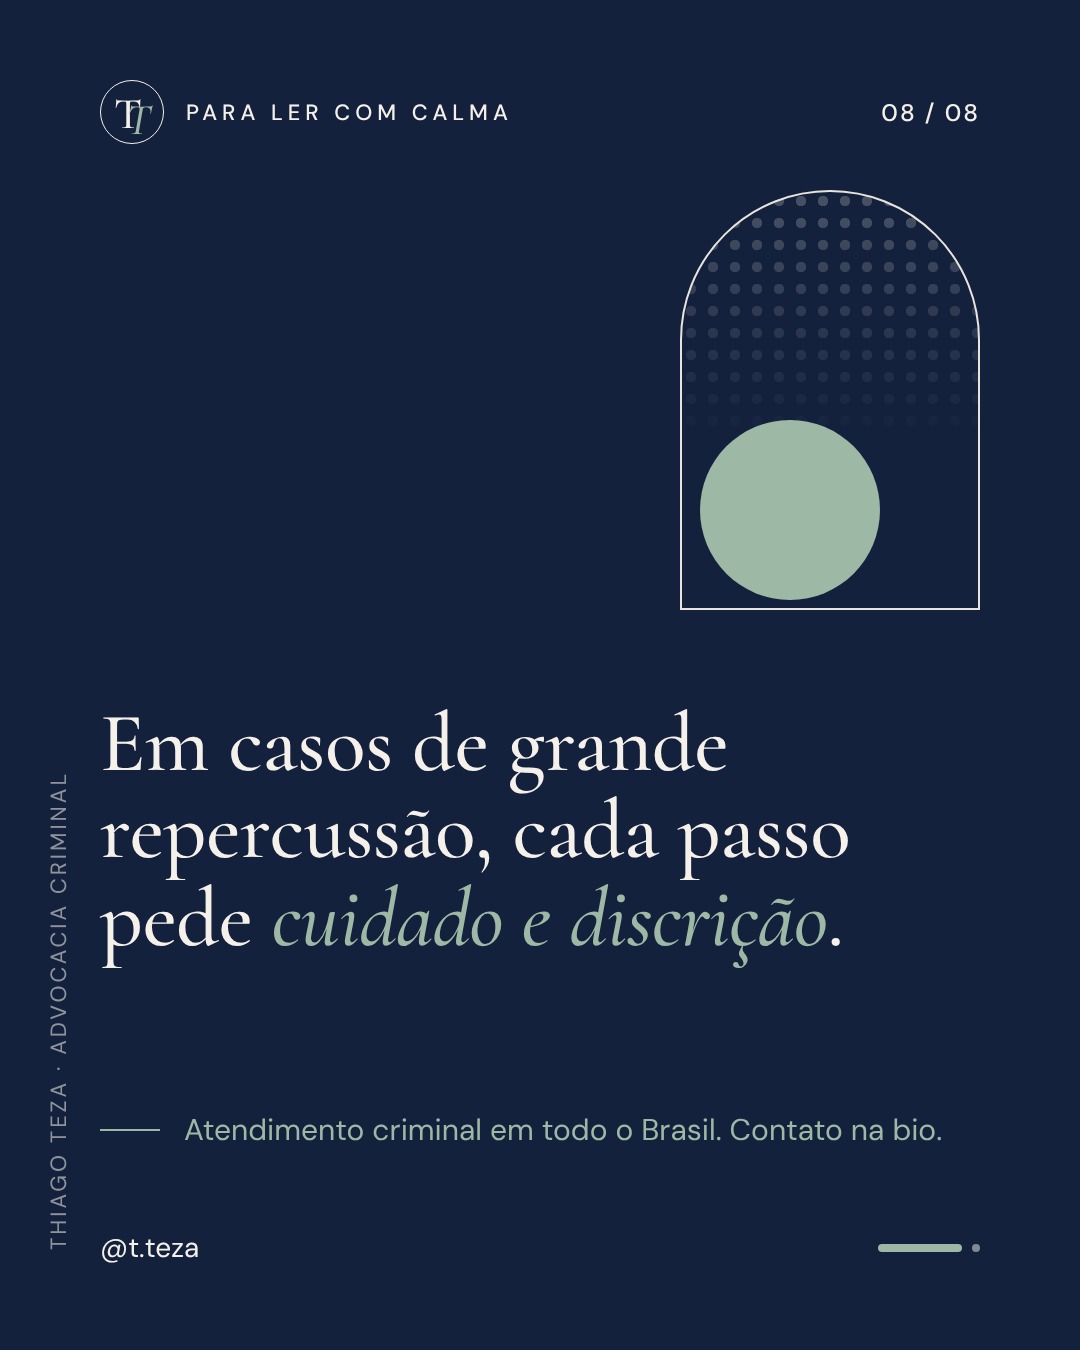 TT
PARA LER COM CALMA
08 / 08
Em casos de grande
repercussão, cada passo
pede cuidado e discrição.
THIAGO TEZA · ADVOCACIA CRIMINAL
Atendimento criminal em todo o Brasil. Contato na bio.
@t.teza